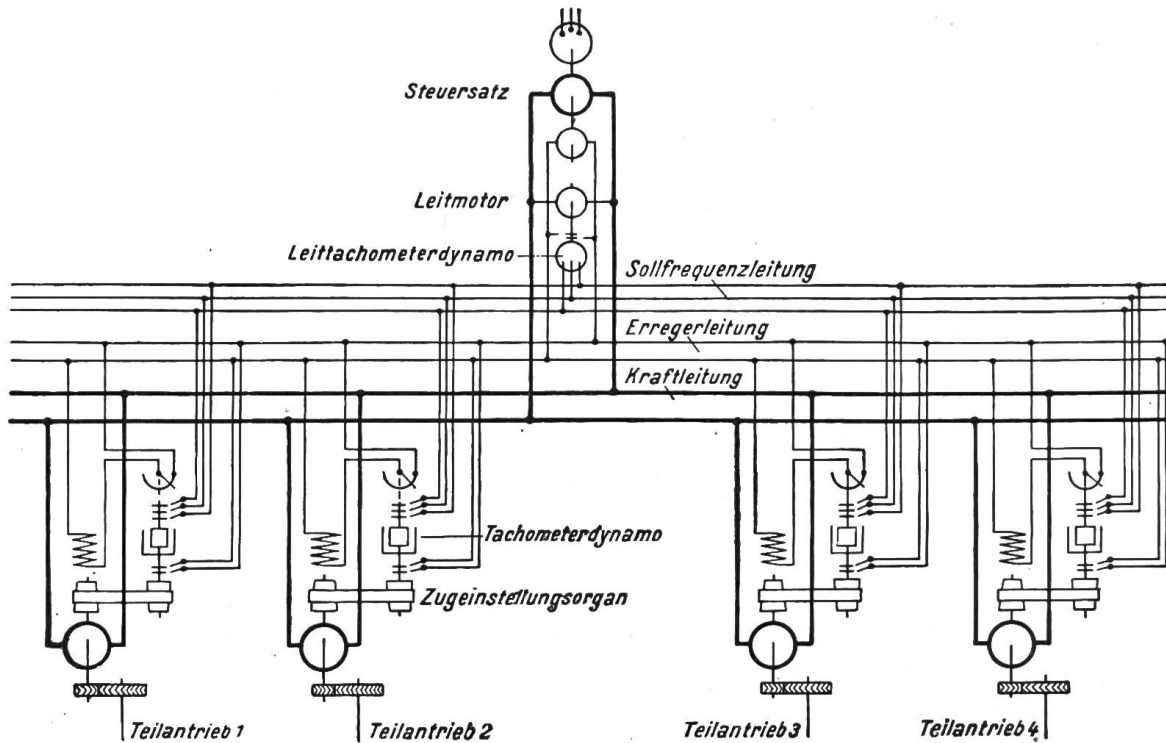 Steuersatz
Leitmotor
Leittachometerdynamo
Sollfrequenzleitung
Erregerleitung
Kraftleitung
Tachometerdynamo
Zugeinstellungsorgan
Teilantrieb 1
Teilantrieb 2
Teilantrieb 3
Teilantrieb 4